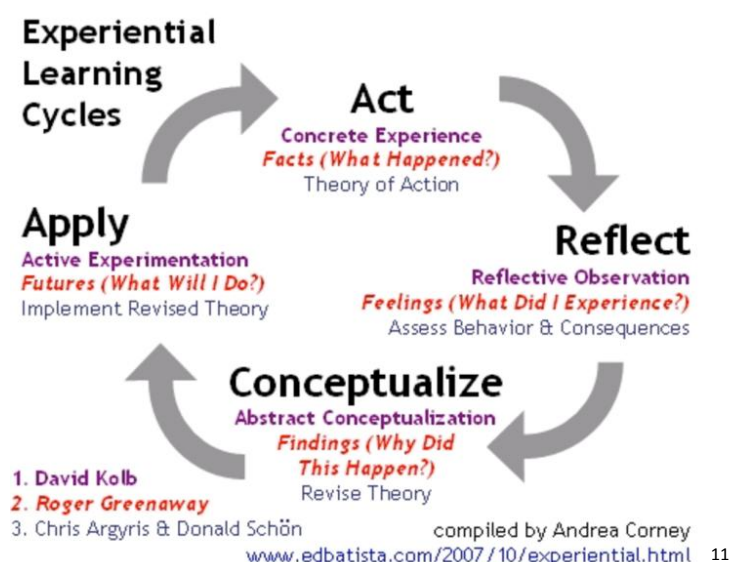 Experiential
Learning
Cycles
Act
Concrete Experience
Facts (What Happened?)
Theory of Action
Reflect
Reflective Observation
Feelings (What Did I Experience?)
Assess Behavior & Consequences
Conceptualize
Abstract Conceptualization
Findings (Why Did
This Happen?)
Revise Theory
Apply
Active Experimentation
Futures (What Will I Do?)
Implement Revised Theory
1. David Kolb
2. Roger Greenaway
3. Chris Argyris & Donald Schön
compiled by Andrea Corney
www.edbatista.com/2007/10/experiential.html
11